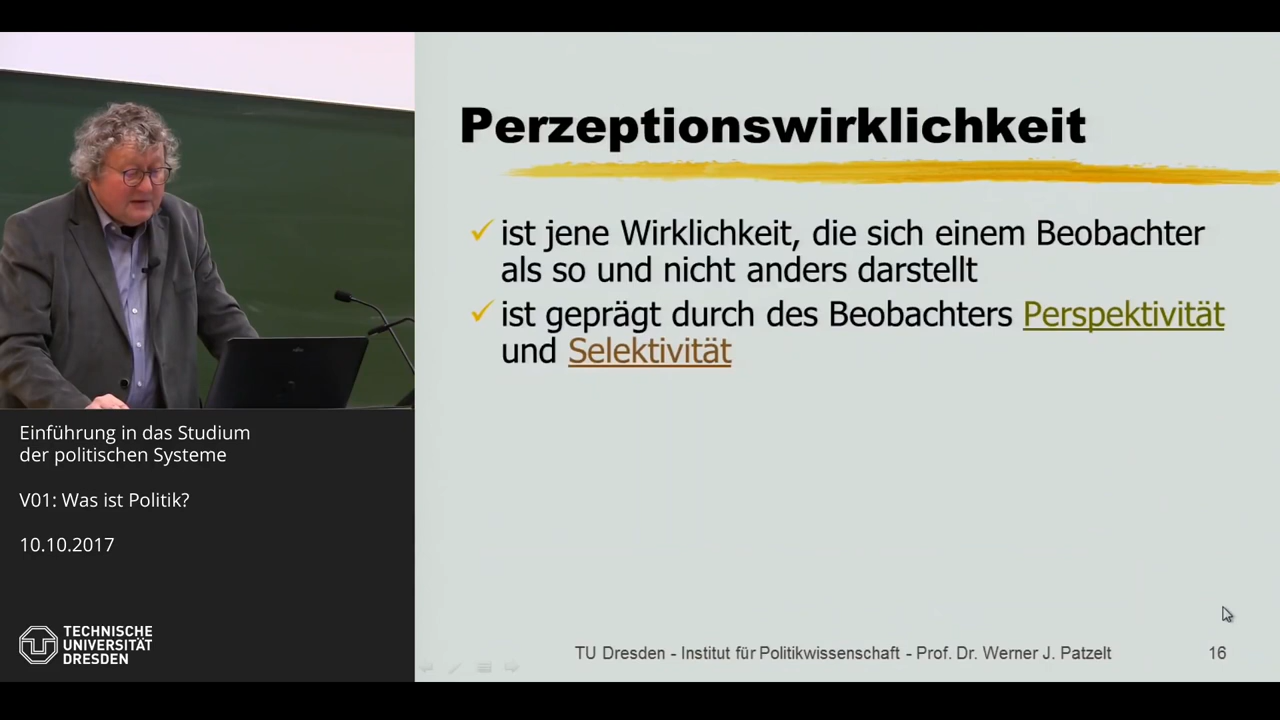 Perzeptionswirklichkeit
ist jene Wirklichkeit, die sich einem Beobachter
als so und nicht anders darstellt
ist geprägt durch des Beobachters Perspektivität
und Selektivität
Einführung in das Studium
der politischen Systeme
V01: Was ist Politik?
10.10.2017
TECHNISCHE
UNIVERSITÄT
DRESDEN
TU Dresden - Institut für Politikwissenschaft - Prof. Dr. Werner J. Patzelt
16